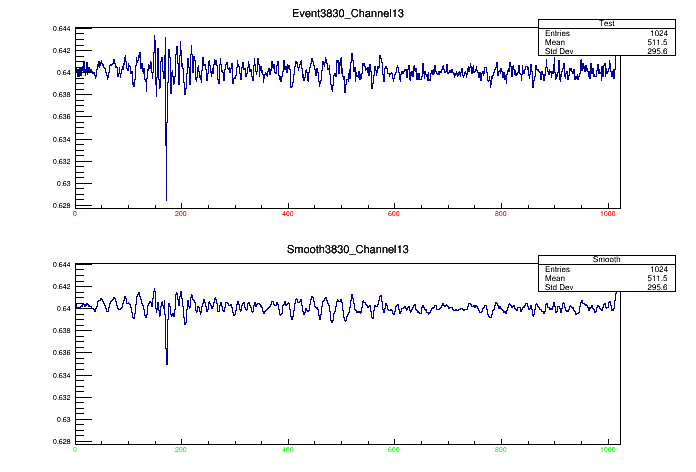 Event3830_Channel13
Test
Entries 1024
Mean 511.5
Std Dev 295.6
0.644
0.642
0.64
0.638
0.636
0.634
0.632
0.63
0.628
0 200 400 600 800 1000
Smooth3830_Channel13
Smooth
Entries 1024
Mean 511.5
Std Dev 295.6
0.644
0.642
0.64
0.638
0.636
0.634
0.632
0.63
0.628
0 200 400 600 800 1000